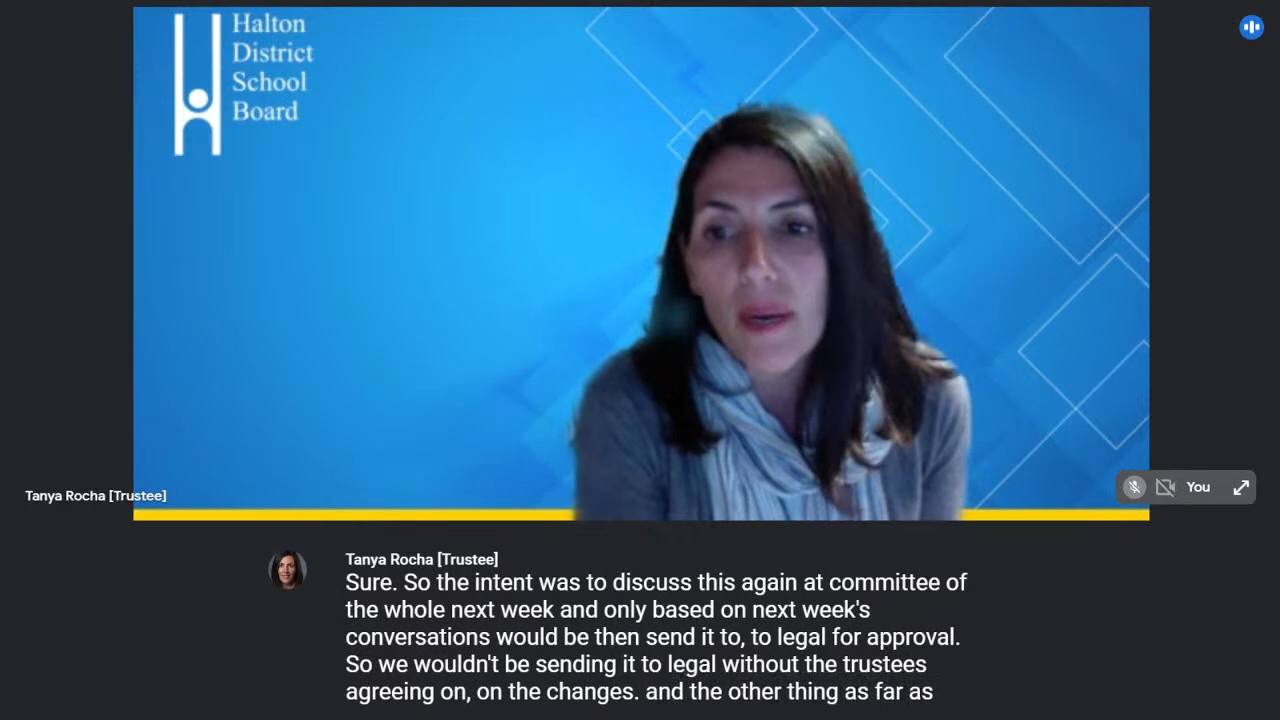 Halton
District
School
Board
Tanya Rocha [Trustee]
You
Tanya Rocha [Trustee]
Sure. So the intent was to discuss this again at committee of
the whole next week and only based on next week's
conversations would be then send it to, to legal for approval.
So we wouldn't be sending it to legal without the trustees
agreeing on, on the changes. and the other thing as far as